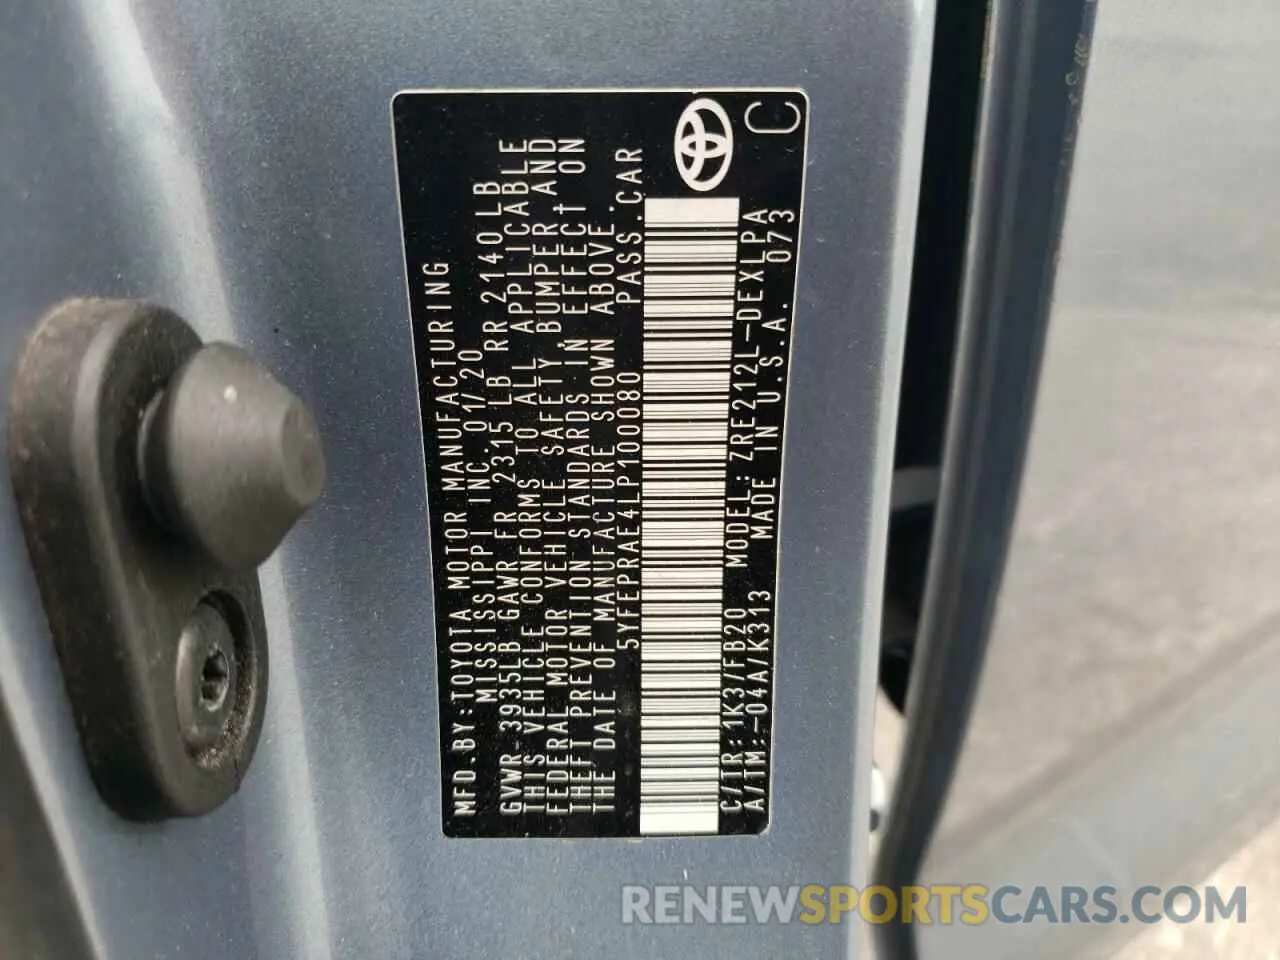 MFD.BY:TOYOTA MOTOR MANUFACTURING
MISSISSIPPI INC. 01/20
GVWR 3935LB GAWR FR 2315 LB RR 2140LB
THIS VEHICLE CONFORMS TO ALL APPLICABLE
FEDERAL MOTOR VEHICLE SAFETY, BUMPER, AND
THEFT PREVENTION STANDARDS IN EFFECT ON
THE DATE OF MANUFACTURE SHOWN ABOVE.
5YFEPRAE4LP100080 PASS.CAR
C/TR:1K3/FB20 MODEL:ZRE212L-DEXLPA
A/TM:-04A/K313 MADE IN U.S.A. 073
C
RENEWSPORTSCARS.COM